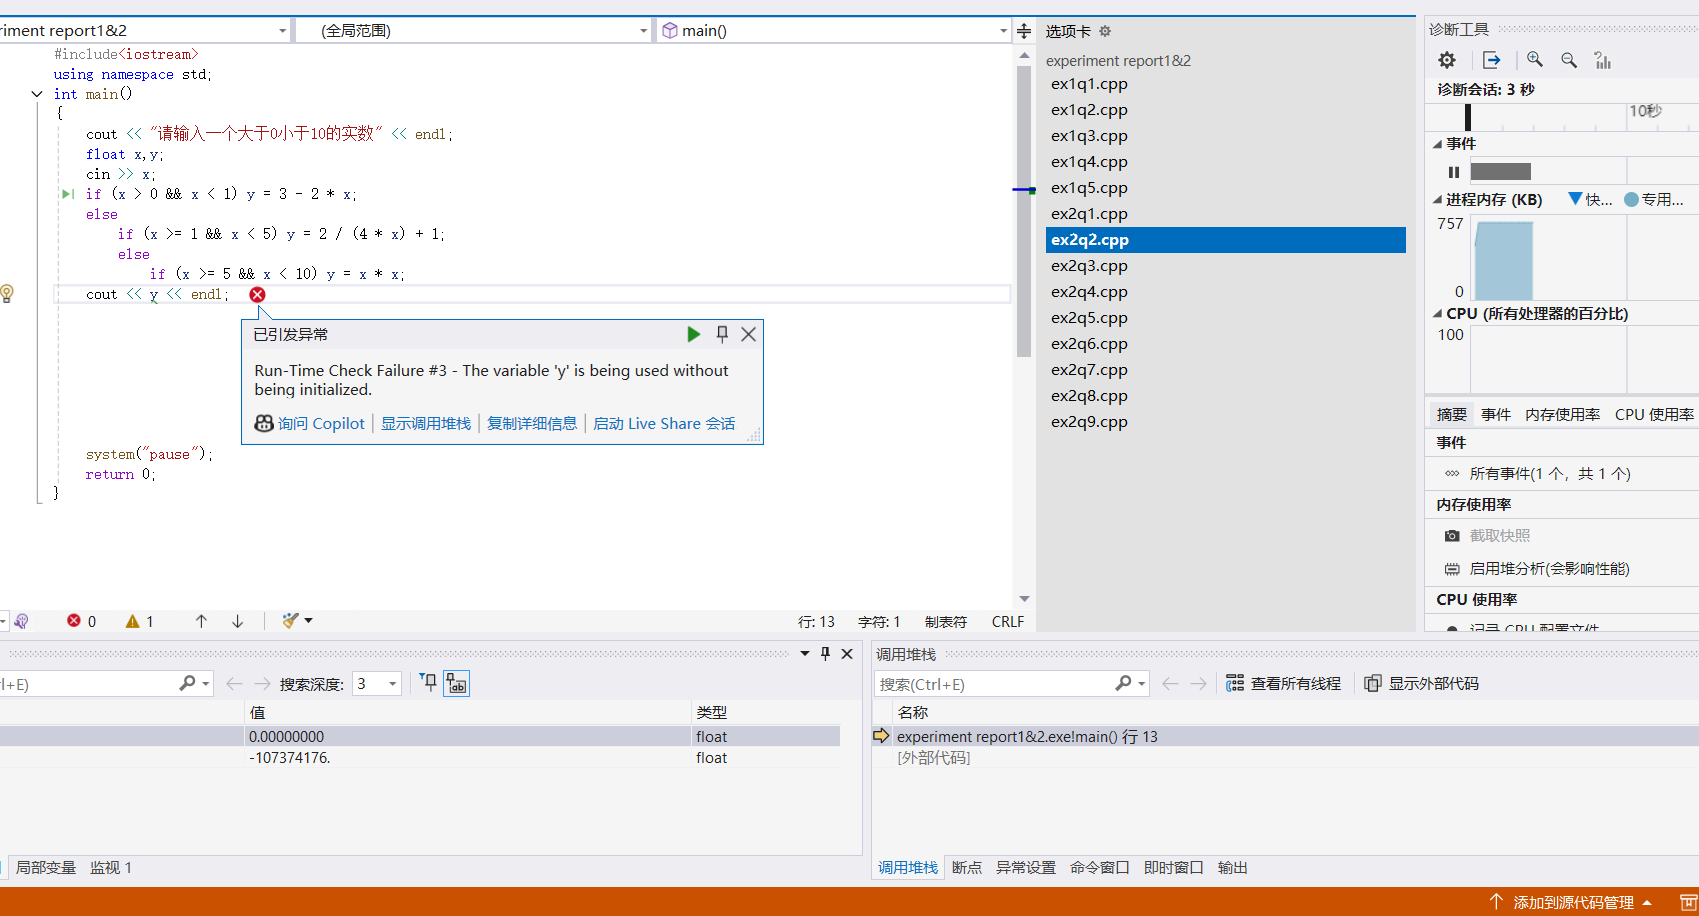 riment report1&2
(全局范围)
main()
#include<iostream>
using namespace std;
int main()
{
cout << "请输入一个大于0小于10的实数" << endl;
float x,y;
cin >> x;
if (x > 0 && x < 1) y = 3 - 2 * x;
else
if (x >= 1 && x < 5) y = 2 / (4 * x) + 1;
else
if (x >= 5 && x < 10) y = x * x;
cout << y << endl;
已引发异常
Run-Time Check Failure #3 - The variable 'y' is being used without
being initialized.
询问 Copilot | 显示调用堆栈 | 复制详细信息 | 启动 Live Share 会话
system("pause");
return 0;
}
0
1
行: 13
字符: 1
制表符
CRLF
选项卡
experiment report1&2
ex1q1.cpp
ex1q2.cpp
ex1q3.cpp
ex1q4.cpp
ex1q5.cpp
ex2q1.cpp
ex2q2.cpp
ex2q3.cpp
ex2q4.cpp
ex2q5.cpp
ex2q6.cpp
ex2q7.cpp
ex2q8.cpp
ex2q9.cpp
诊断工具
诊断会话: 3 秒
10秒
事件
进程内存 (KB)
快...
专用...
757
0
CPU (所有处理器的百分比)
100
摘要 事件 内存使用率 CPU 使用率
事件
所有事件(1 个，共 1 个)
内存使用率
截取快照
启用堆分析(会影响性能)
CPU 使用率
记录 CPU 配置文件
l+E)
搜索深度: 3
值 类型
0.00000000 float
-107374176. float
局部变量 监视 1
调用堆栈
搜索(Ctrl+E)
查看所有线程
显示外部代码
名称
experiment report1&2.exe!main() 行 13
[外部代码]
调用堆栈 断点 异常设置 命令窗口 即时窗口 输出
添加到源代码管理